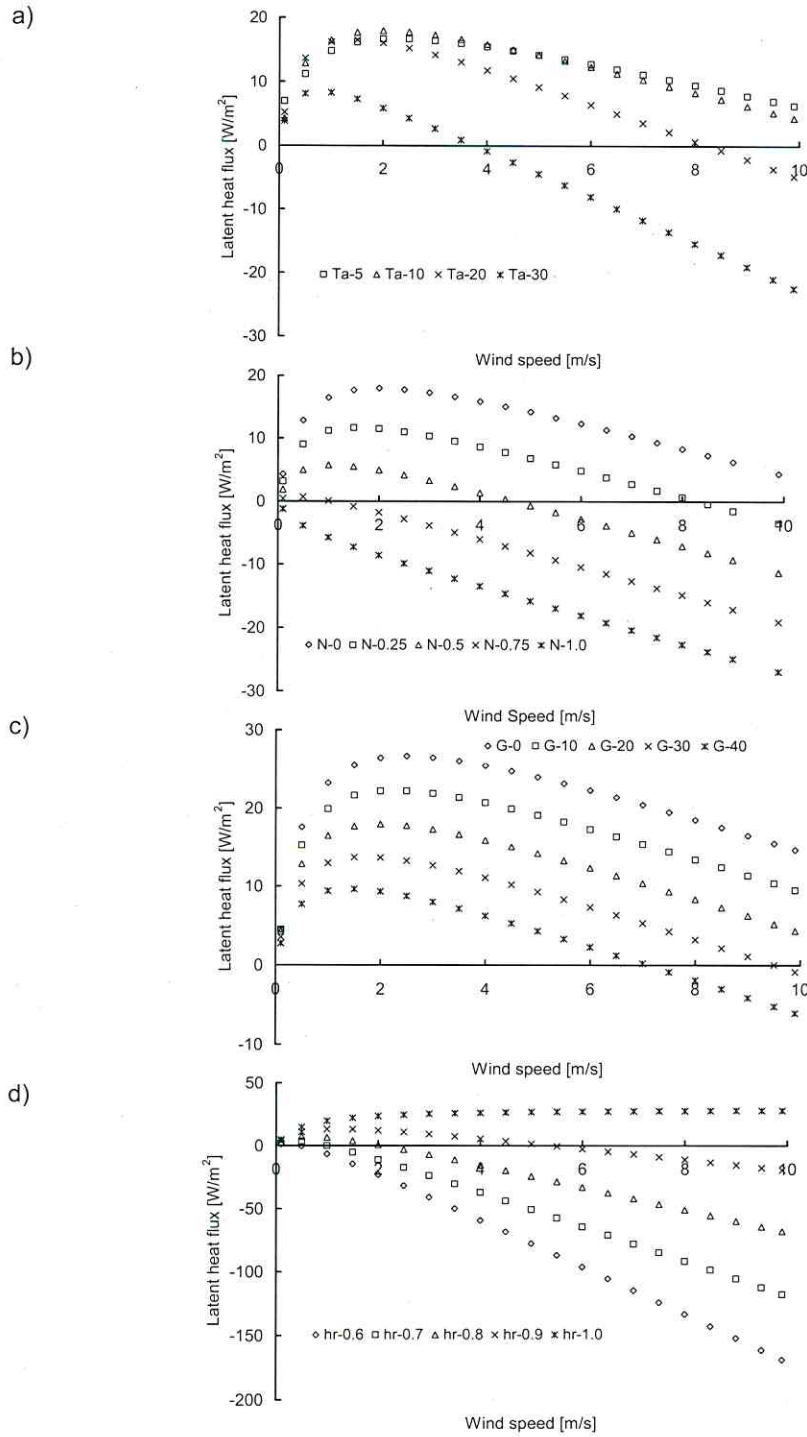 a)
Latent heat flux [W/m²]
20
10
0
-10
-20
-30
0
2
4
6
8
10
Ta-5 Ta-10 Ta-20 Ta-30
Wind speed [m/s]
b)
Latent heat flux [W/m²]
20
10
0
-10
-20
-30
0
2
4
6
8
10
N-0 N-0.25 N-0.5 N-0.75 N-1.0
Wind Speed [m/s]
c)
Latent heat flux [W/m²]
30
20
10
0
-10
0
2
4
6
8
10
G-0 G-10 G-20 G-30 G-40
Wind speed [m/s]
d)
Latent heat flux [W/m²]
50
0
-50
-100
-150
-200
0
2
4
6
8
10
hr-0.6 hr-0.7 hr-0.8 hr-0.9 hr-1.0
Wind speed [m/s]